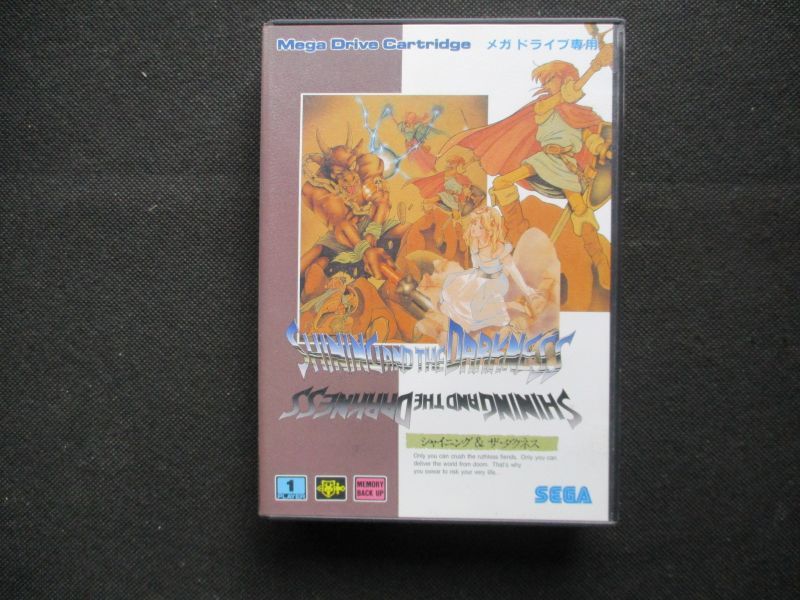 Mega Drive Cartridge メガドライブ専用
SHINING AND THE DARKNESS
SHINING AND THE DARKNESS
シャイニング&ザ・ダクネス
Only you can crush the ruthless fiends. Only you can
deliver the world from doom. That's why
you swear to risk your very life...
1
PLAYER
MEMORY
BACK UP
SEGA